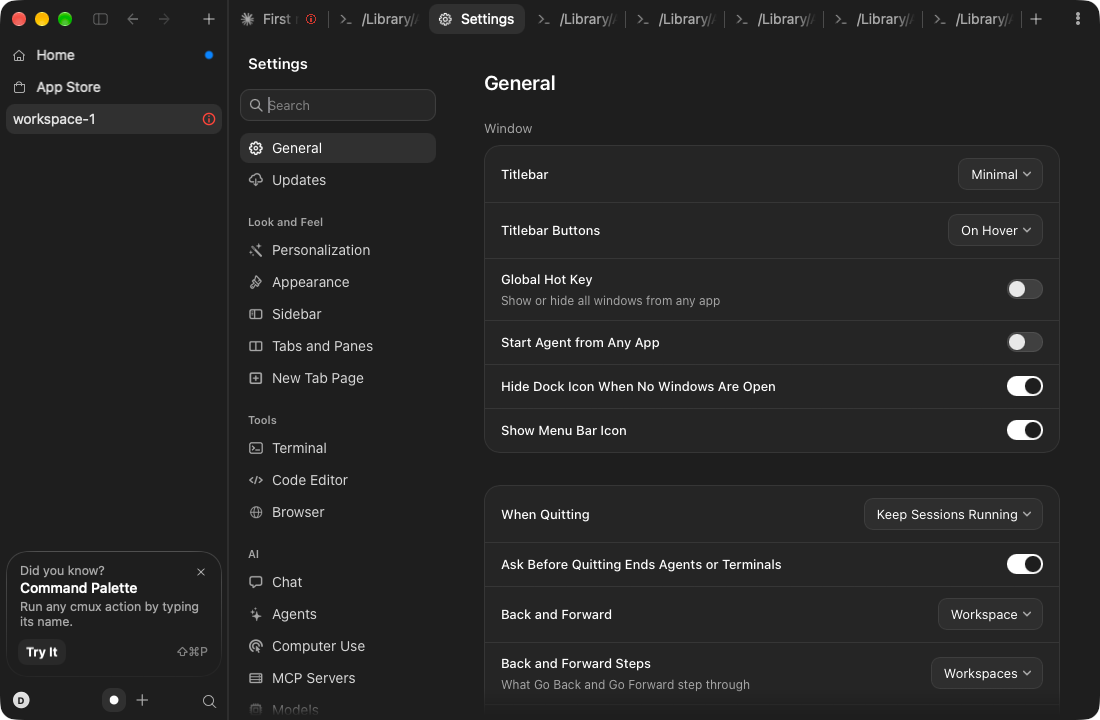 First
/Library/
Settings
/Library/
/Library/
/Library/
/Library/
/Library/
Home
App Store
workspace-1
Did you know?
Command Palette
Run any cmux action by typing
its name.
Try It
⇧⌘P
D
Settings
Search
General
Updates
Look and Feel
Personalization
Appearance
Sidebar
Tabs and Panes
New Tab Page
Tools
Terminal
Code Editor
Browser
AI
Chat
Agents
Computer Use
MCP Servers
Models
General
Window
Titlebar
Minimal
Titlebar Buttons
On Hover
Global Hot Key
Show or hide all windows from any app
Start Agent from Any App
Hide Dock Icon When No Windows Are Open
Show Menu Bar Icon
When Quitting
Keep Sessions Running
Ask Before Quitting Ends Agents or Terminals
Back and Forward
Workspace
Back and Forward Steps
What Go Back and Go Forward step through
Workspaces